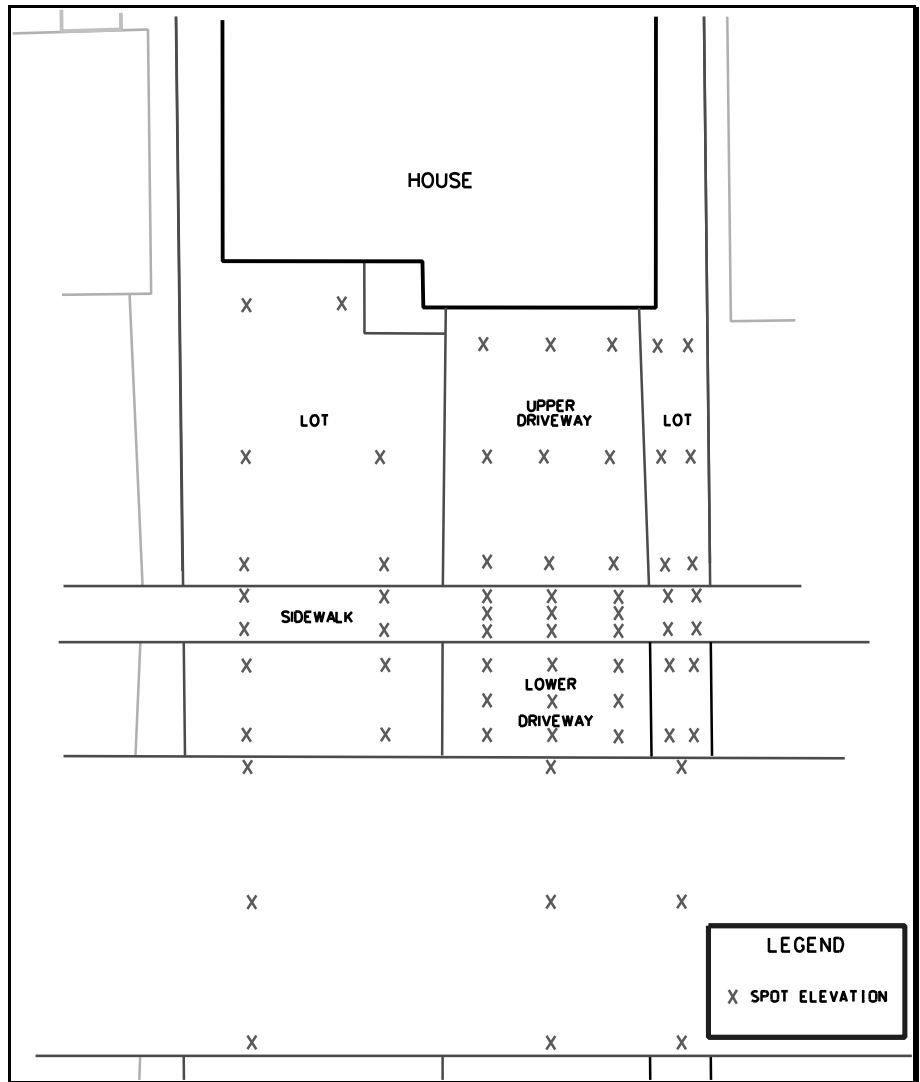 HOUSE
LOT
UPPER
DRIVEWAY
LOT
SIDEWALK
LOWER
DRIVEWAY
LEGEND
X SPOT ELEVATION